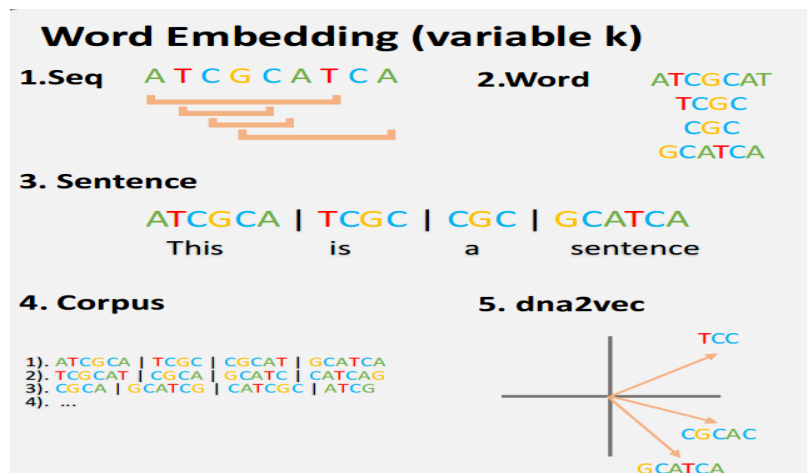 Word Embedding (variable k)
1.Seq A T C G C A T C A
2.Word
ATCGCAT
TCGC
CGC
GCATCA
3. Sentence
ATCGCA | TCGC | CGC | GCATCA
This is a sentence
4. Corpus
1). ATCGCA | TCGC | CGCAT | GCATCA
2). TCGCAT | CGCA | GCATC | CATCAG
3). CGCA | GCATCG | CATCGC | ATCG
4). ...
5. dna2vec
TCC
CGCAC
GCATCA